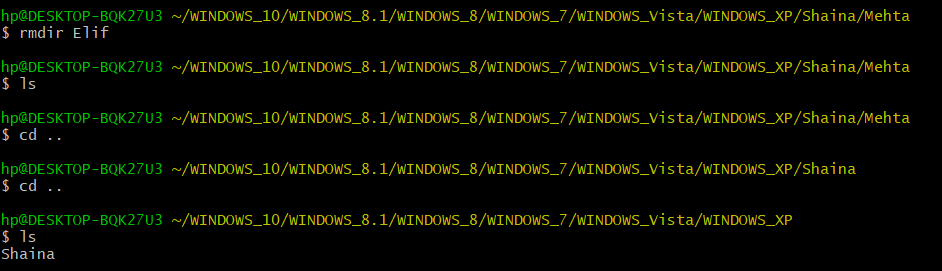 hp@DESKTOP-BQK27U3 ~/WINDOWS_10/WINDOWS_8.1/WINDOWS_8/WINDOWS_7/WINDOWS_Vista/WINDOWS_XP/Shaina/Mehta
$ rmdir Elif
hp@DESKTOP-BQK27U3 ~/WINDOWS_10/WINDOWS_8.1/WINDOWS_8/WINDOWS_7/WINDOWS_Vista/WINDOWS_XP/Shaina/Mehta
$ ls
hp@DESKTOP-BQK27U3 ~/WINDOWS_10/WINDOWS_8.1/WINDOWS_8/WINDOWS_7/WINDOWS_Vista/WINDOWS_XP/Shaina/Mehta
$ cd ..
hp@DESKTOP-BQK27U3 ~/WINDOWS_10/WINDOWS_8.1/WINDOWS_8/WINDOWS_7/WINDOWS_Vista/WINDOWS_XP/Shaina
$ cd ..
hp@DESKTOP-BQK27U3 ~/WINDOWS_10/WINDOWS_8.1/WINDOWS_8/WINDOWS_7/WINDOWS_Vista/WINDOWS_XP
$ ls
Shaina